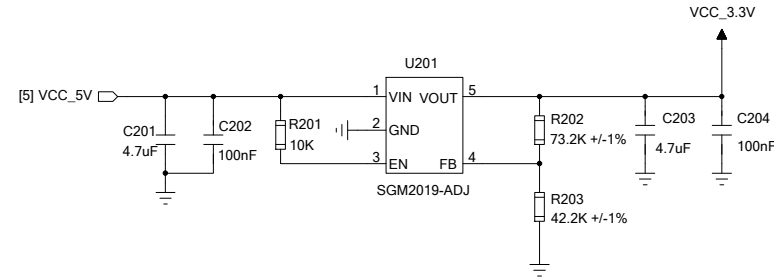 VCC_3.3V
U201
[5] VCC_5V
1 VIN VOUT 5
C201
4.7uF
C202
100nF
R201
10K
2 GND
3 EN FB 4
SGM2019-ADJ
R202
73.2K +/-1%
R203
42.2K +/-1%
C203
4.7uF
C204
100nF